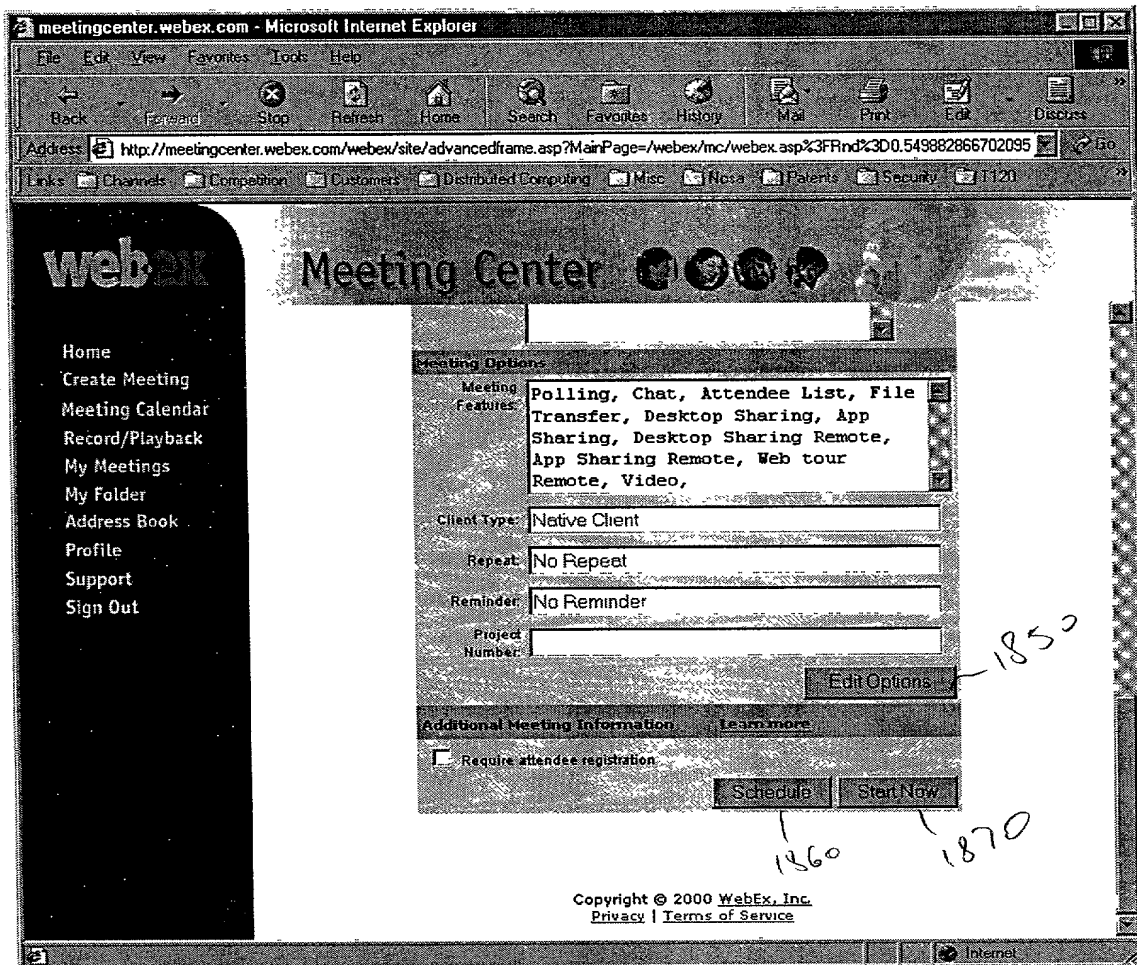 meetingcenter.webex.com - Microsoft Internet Explorer
File Edit View Favorites Tools Help
Back Forward Stop Refresh Home Search Favorites History Mail Print Edit Discuss
Address http://meetingcenter.webex.com/webex/site/advancedframe.asp?MainPage=/webex/mc/webex.asp%3FRnd%3D0.549882866702095 Go
Links Channels Competition Customers Distributed Computing Misc Ncsa Patents Security T120
webex
Meeting Center
Home
Create Meeting
Meeting Calendar
Record/Playback
My Meetings
My Folder
Address Book
Profile
Support
Sign Out
Meeting Options
Meeting Features:
Polling, Chat, Attendee List, File
Transfer, Desktop Sharing, App
Sharing, Desktop Sharing Remote,
App Sharing Remote, Web tour
Remote, Video,
Client Type: Native Client
Repeat: No Repeat
Reminder: No Reminder
Project
Number:
Edit Options 1850
Additional Meeting Information Learn more
Require attendee registration
Schedule Start Now
1860 1870
Copyright © 2000 WebEx, Inc.
Privacy | Terms of Service
Internet